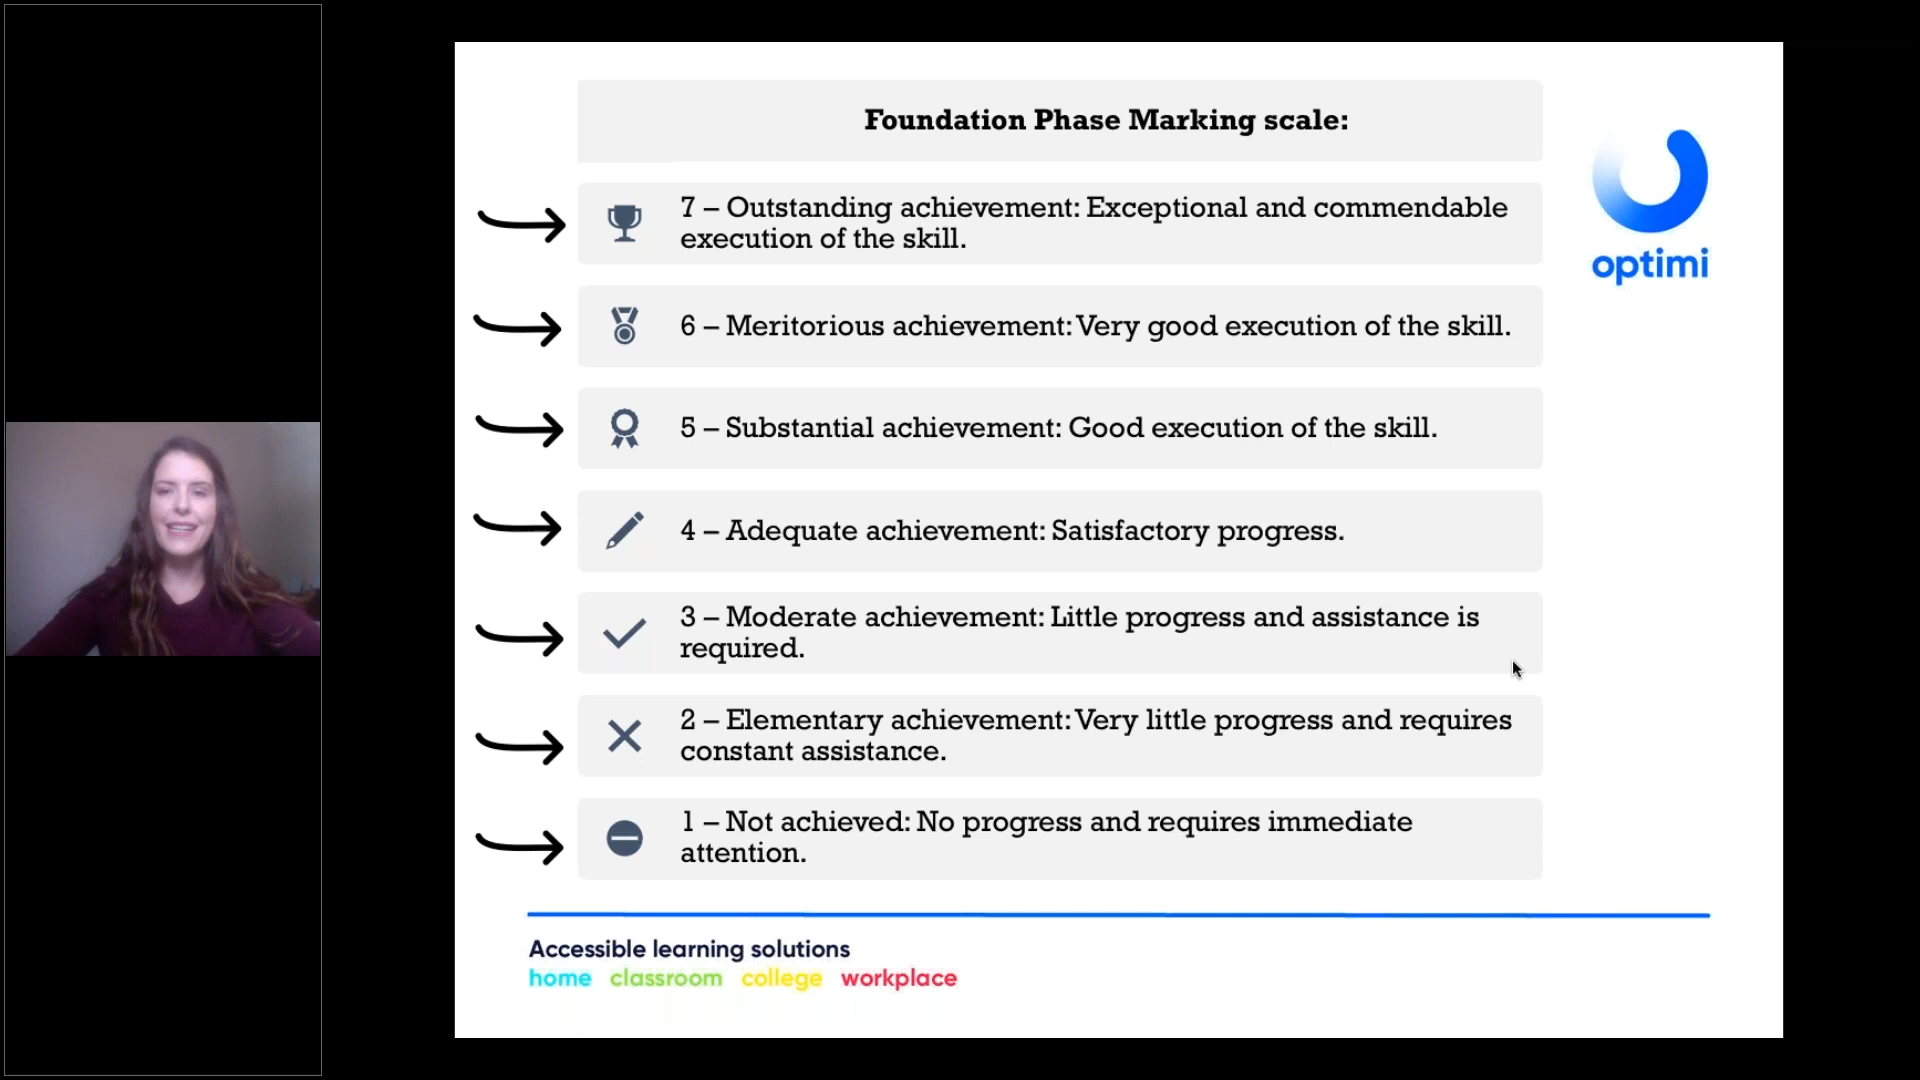 Foundation Phase Marking scale:
7 – Outstanding achievement: Exceptional and commendable
execution of the skill.
6 – Meritorious achievement: Very good execution of the skill.
5 – Substantial achievement: Good execution of the skill.
4 – Adequate achievement: Satisfactory progress.
3 – Moderate achievement: Little progress and assistance is
required.
2 – Elementary achievement: Very little progress and requires
constant assistance.
1 – Not achieved: No progress and requires immediate
attention.
optimi
Accessible learning solutions
home classroom college workplace